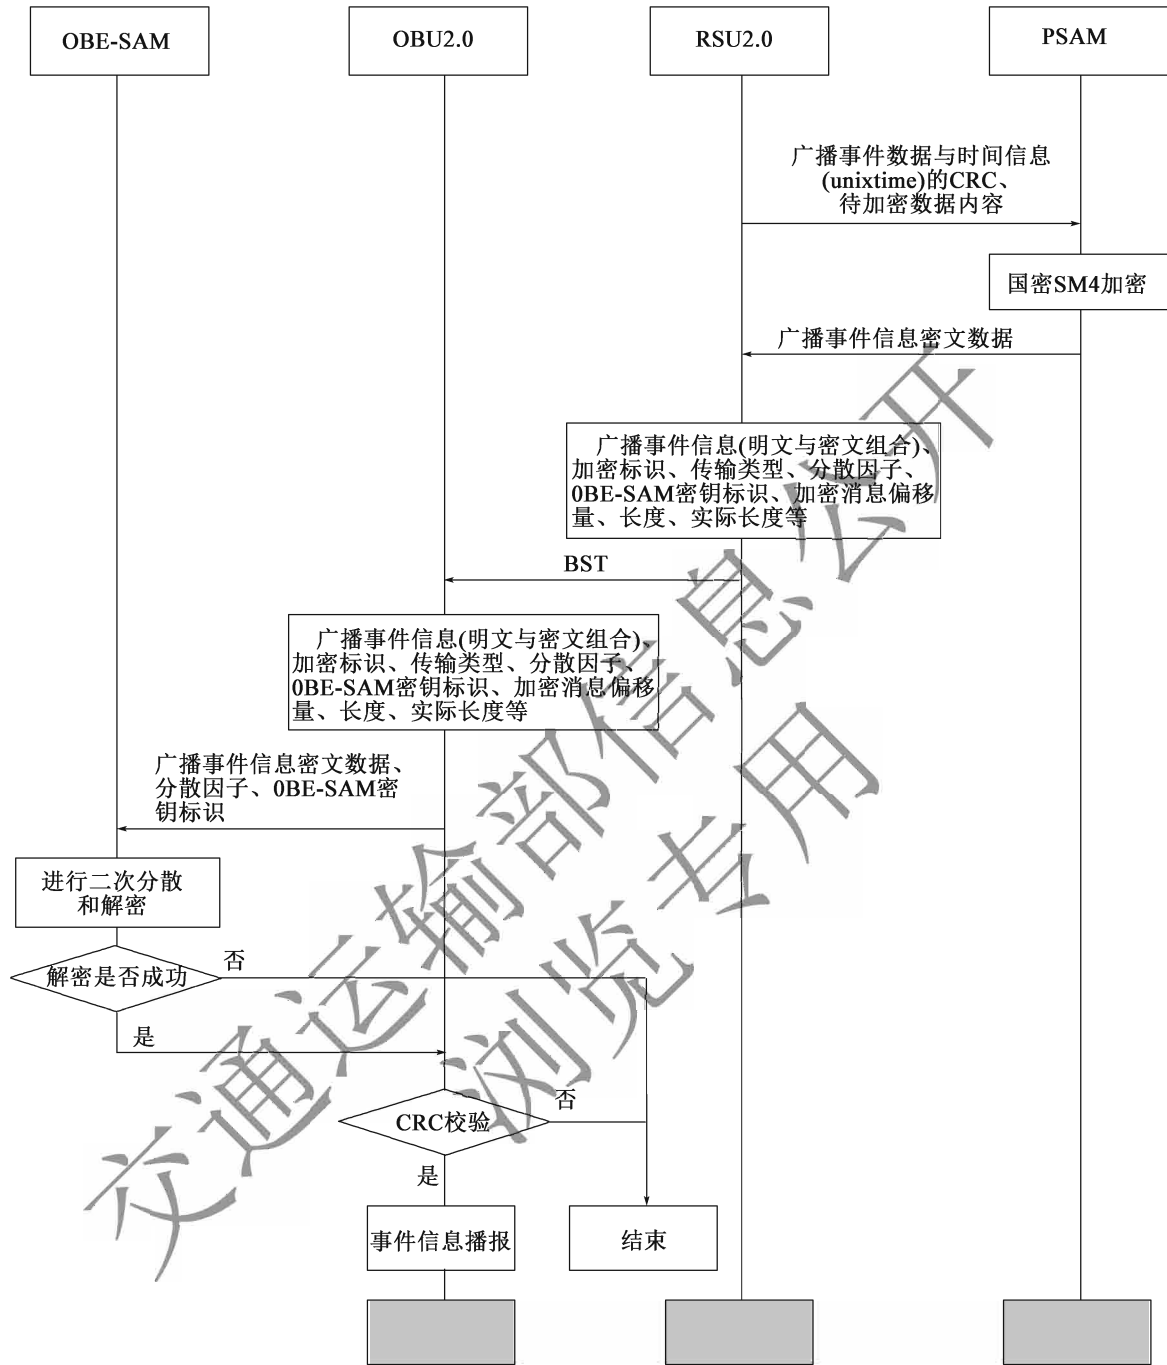 OBE-SAM
OBU2.0
RSU2.0
PSAM
广播事件数据与时间信息
(unixtime)的CRC、
待加密数据内容
国密SM4加密
广播事件信息密文数据
广播事件信息(明文与密文组合)、
加密标识、传输类型、分散因子、
0BE-SAM密钥标识、加密消息偏移
量、长度、实际长度等
BST
广播事件信息(明文与密文组合)、
加密标识、传输类型、分散因子、
0BE-SAM密钥标识、加密消息偏移
量、长度、实际长度等
广播事件信息密文数据、
分散因子、0BE-SAM密
钥标识
进行二次分散
和解密
解密是否成功
否
是
CRC校验
否
是
事件信息播报
结束
交通运输部信息公开
浏览专用